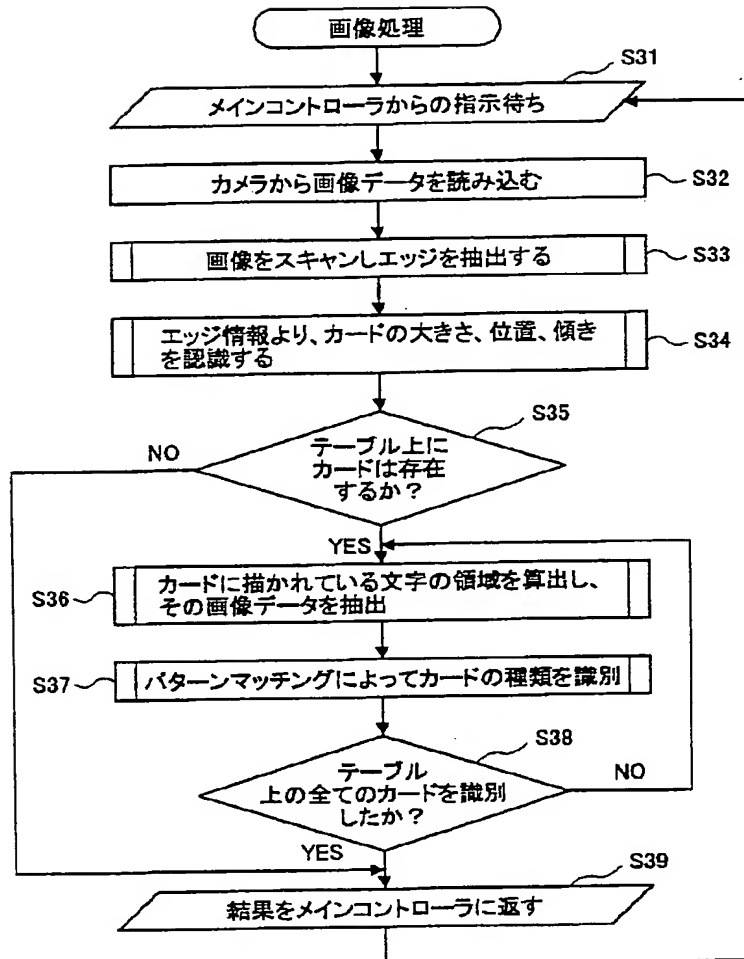 画像処理
S31
メインコントローラからの指示待ち
カメラから画像データを読み込む
S32
画像をスキャンしエッジを抽出する
S33
エッジ情報より、カードの大きさ、位置、傾き
を認識する
S34
S35
テーブル上に
カードは存在
するか？
NO
YES
S36
カードに描かれている文字の領域を算出し、
その画像データを抽出
S37
パターンマッチングによってカードの種類を識別
S38
テーブル
上の全てのカードを識別
したか？
NO
YES
S39
結果をメインコントローラに返す